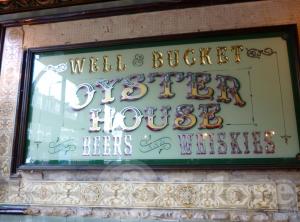 WELL & BUCKET
OYSTER
HOUSE
BEERS WHISKIES